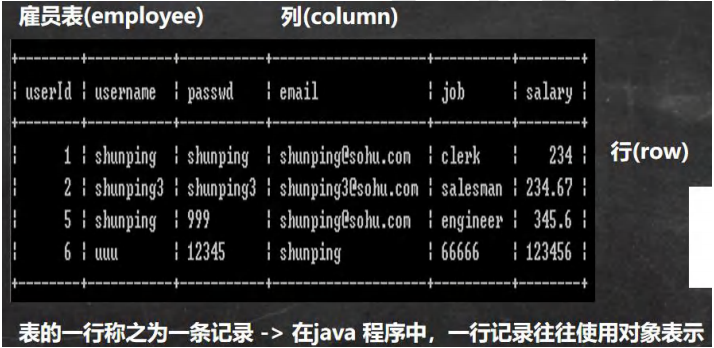 雇员表(employee) 列(column)
userId username passwd email job salary
1 shunping shunping shunping@sohu.com clerk 234
行(row)
2 shunping3 shunping3 shunping3@sohu.com salesman 234.67
5 shunping 999 shunping@sohu.com engineer 345.6
6 uuu 12345 shunping 66666 123456
表的一行称之为一条记录 -> 在java 程序中，一行记录往往使用对象表示